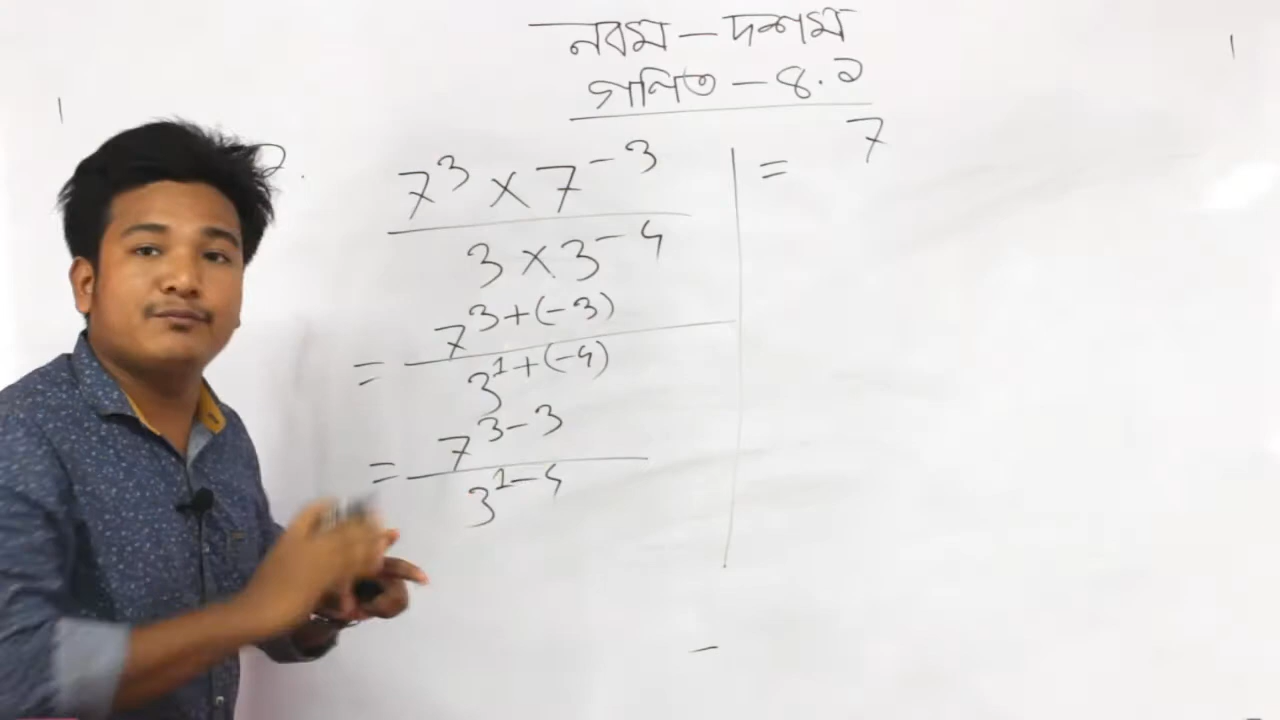 নবম – দশম
গণিত – ৪.১
2.
7³ × 7⁻³
3 × 3⁻⁴
= 7³⁺⁽⁻³⁾
3¹⁺⁽⁻⁴⁾
= 7³⁻³
3¹⁻⁴
= 7